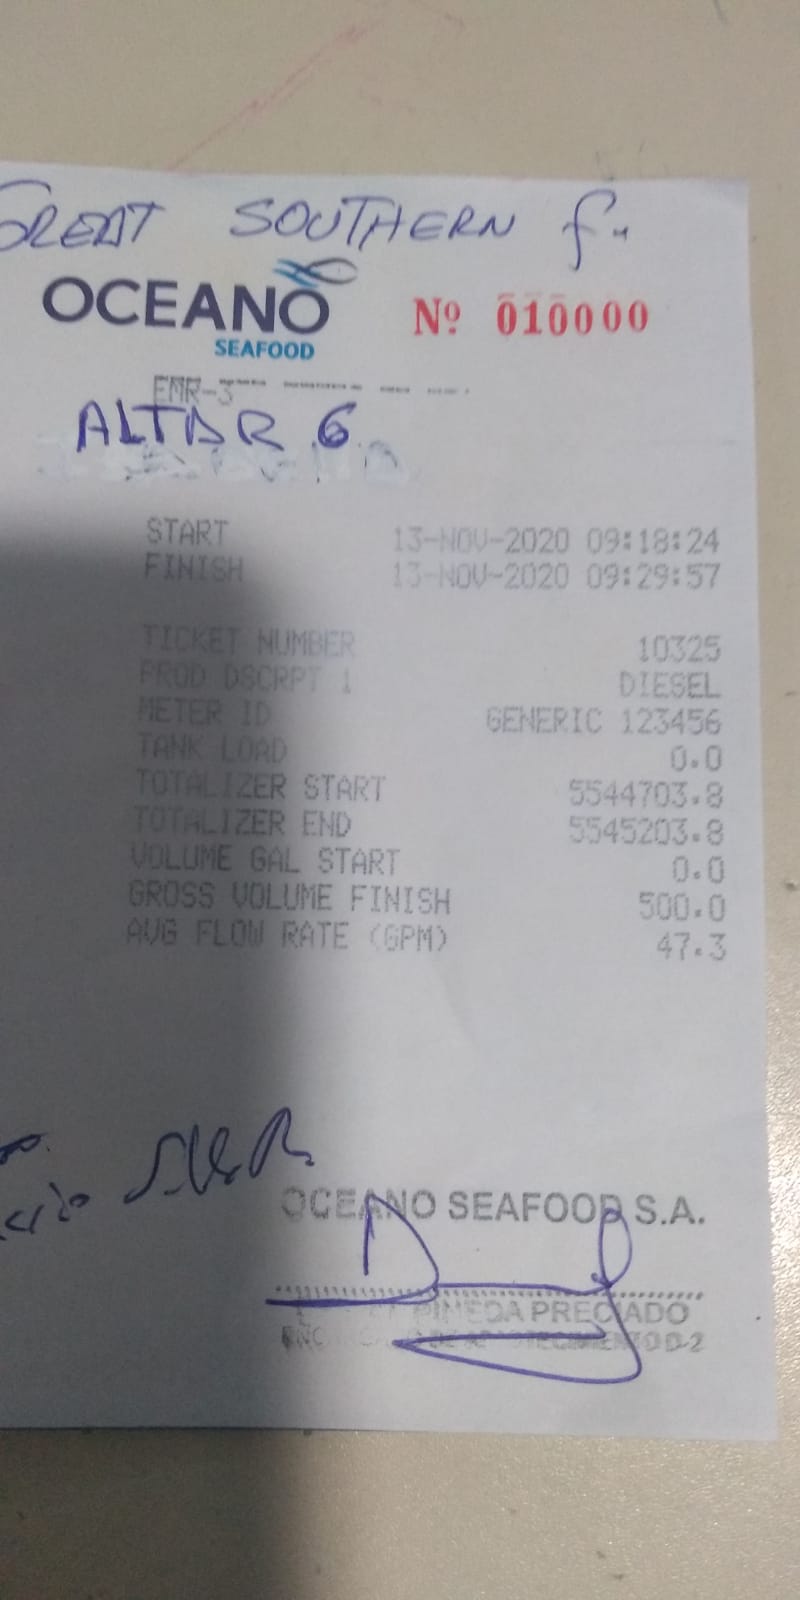 GREAT SOUTHERN f.
OCEANO
SEAFOOD
Nº 010000
EMR-3
ALTAR 6
START 13-NOV-2020 09:18:24
FINISH 13-NOV-2020 09:29:57
TICKET NUMBER 10325
PROD DSCRPT 1 DIESEL
METER ID GENERIC 123456
TANK LOAD 0.0
TOTALIZER START 5544703.8
TOTALIZER END 5545203.8
VOLUME GAL START 0.0
GROSS VOLUME FINISH 500.0
AVG FLOW RATE (GPM) 47.3
OCEANO SEAFOOD S.A.
PINEDA PRECIADO
DE ABASTECIMIENTO D-2